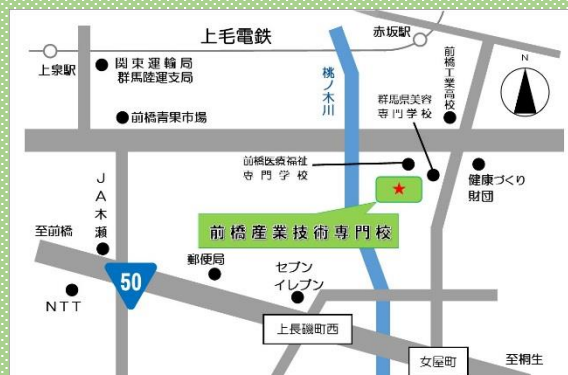 上毛電鉄
赤坂駅
上泉駅
関東運輸局
群馬陸運支局
前橋工業高校
N
桃ノ木川
群馬県美容
専門学校
前橋青果市場
前橋医療福祉
専門学校
健康づくり
財団
JA木瀬
至前橋
前橋産業技術専門校
50
郵便局
セブン
イレブン
NTT
上長磯町西
女屋町
至桐生